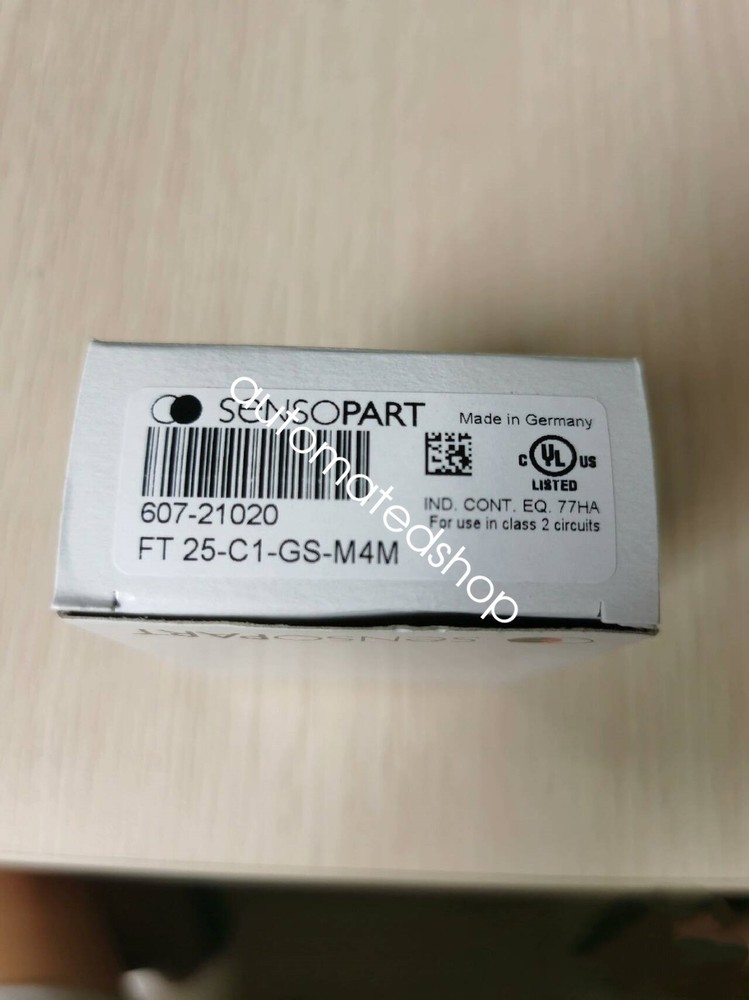 SENSOPART
Made in Germany
607-21020
FT 25-C1-GS-M4M
C UL US
LISTED
IND. CONT. EQ. 77HA
For use in class 2 circuits
automatedshop
SENSOPART